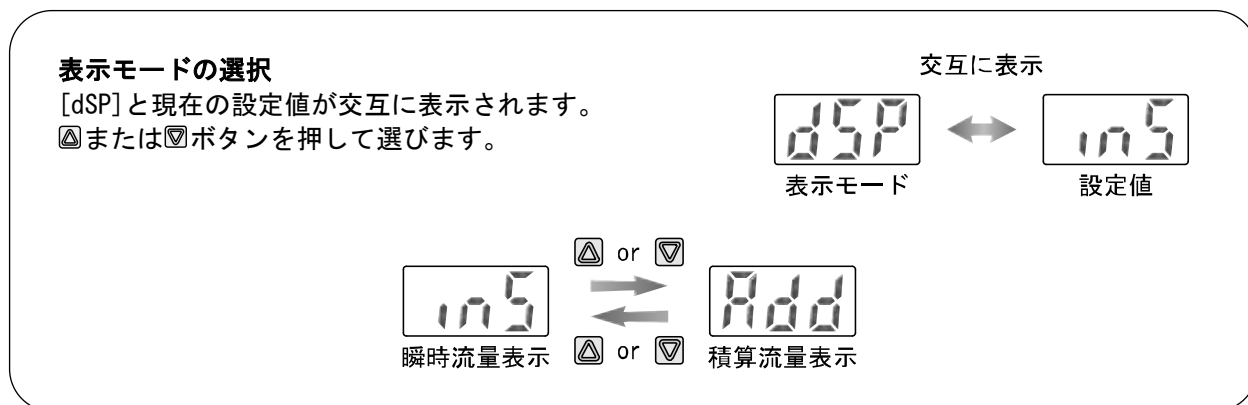 表示モードの選択
[dSP]と現在の設定値が交互に表示されます。
△または▽ボタンを押して選びます。
交互に表示
dSP
inS
表示モード
設定値
△ or ▽
inS
Add
瞬時流量表示
△ or ▽
積算流量表示